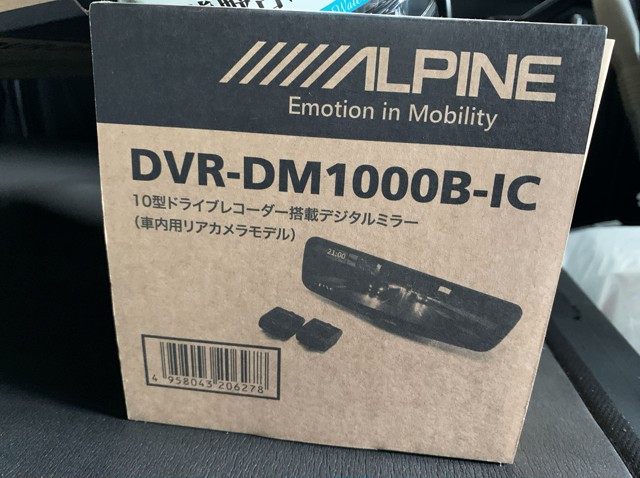 Water
ALPINE
Emotion in Mobility
DVR-DM1000B-IC
10型ドライブレコーダー搭載デジタルミラー
(車内用リアカメラモデル)
21:00
4 958043 206278